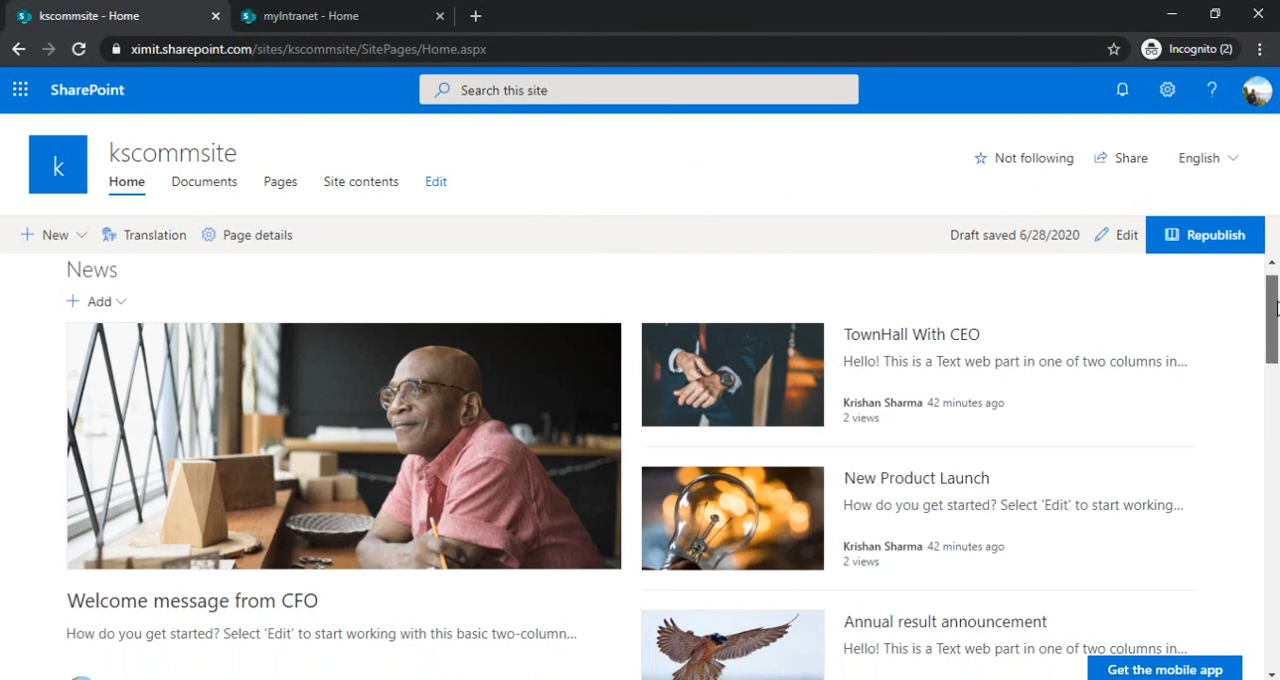 kscommsite - Home
myIntranet - Home
ximit.sharepoint.com/sites/kscommsite/SitePages/Home.aspx
Incognito (2)
SharePoint
Search this site
k
kscommsite
Home Documents Pages Site contents Edit
Not following Share English
New Translation Page details
Draft saved 6/28/2020 Edit Republish
News
Add
TownHall With CEO
Hello! This is a Text web part in one of two columns in...
Krishan Sharma 42 minutes ago
2 views
New Product Launch
How do you get started? Select 'Edit' to start working...
Krishan Sharma 42 minutes ago
2 views
Welcome message from CFO
How do you get started? Select 'Edit' to start working with this basic two-column...
Annual result announcement
Hello! This is a Text web part in one of two columns in...
Get the mobile app